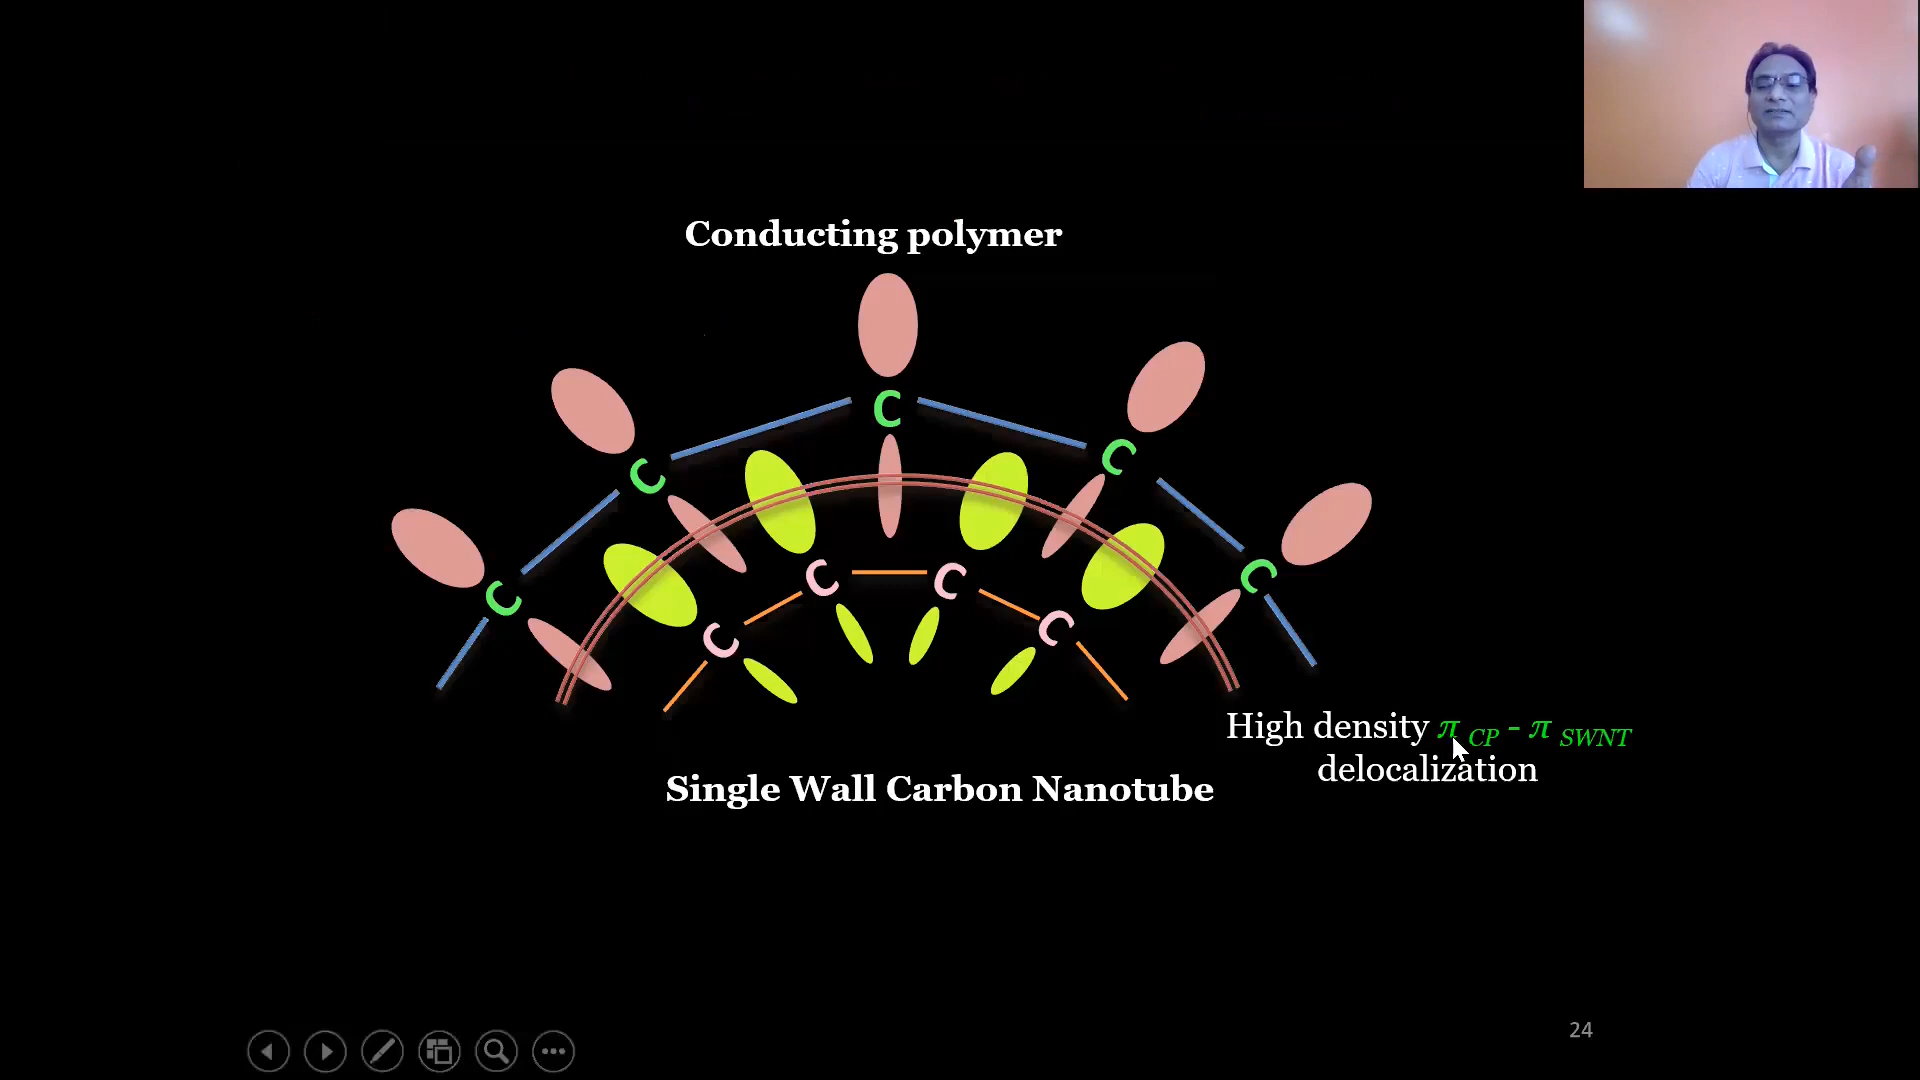 Conducting polymer
C
C
C
C
C
C
C
C
C
High density π CP - π SWNT
delocalization
Single Wall Carbon Nanotube
24